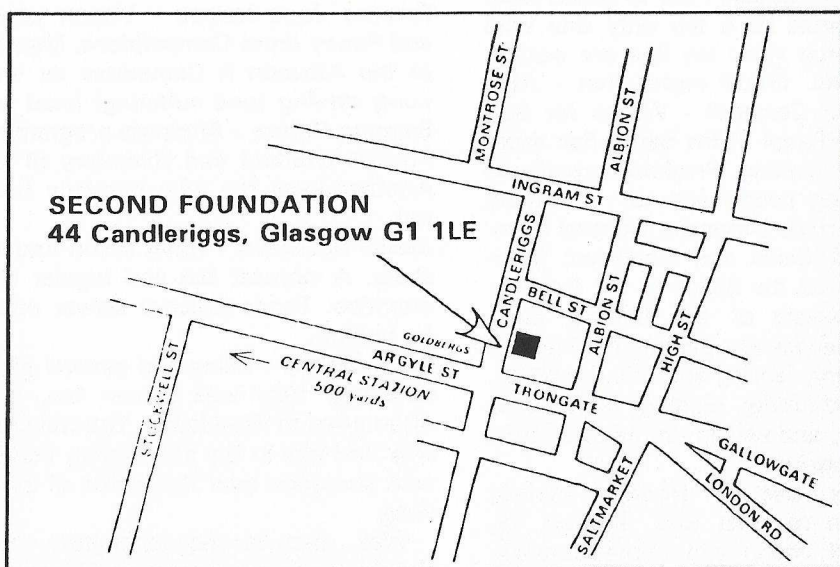 MONTROSE ST
ALBION ST
INGRAM ST
SECOND FOUNDATION
44 Candleriggs, Glasgow G1 1LE
CANDLERIGGS
BELL ST
ALBION ST
HIGH ST
GOLDBERGS
ARGYLE ST
CENTRAL STATION
500 yards
STOCKWELL ST
TRONGATE
GALLOWGATE
LONDON RD
SALTMARKET